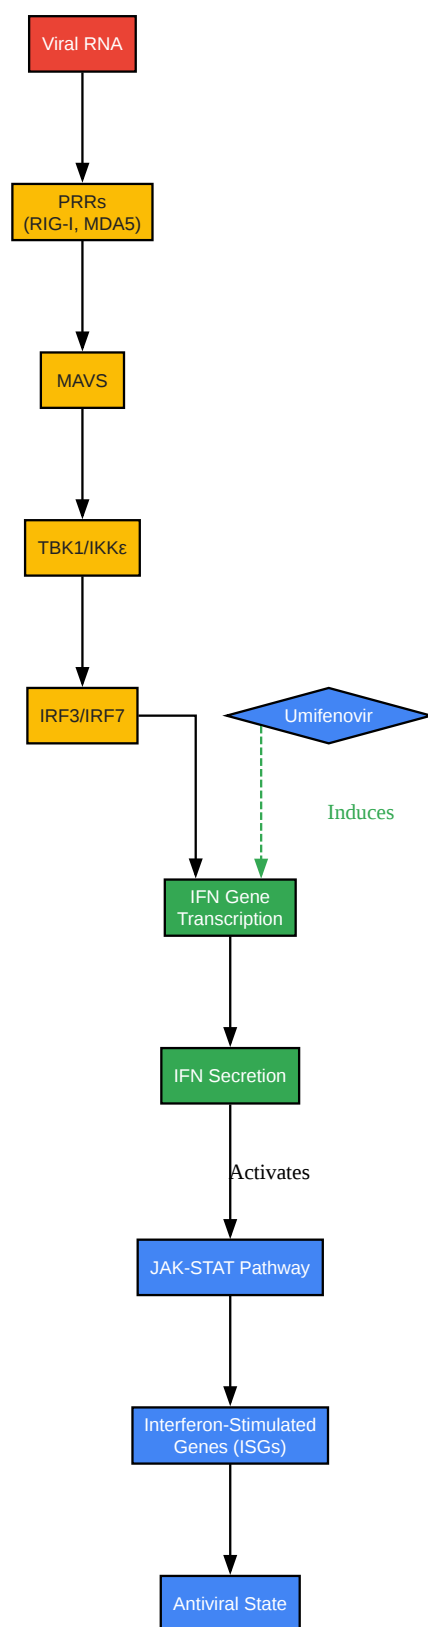 Viral RNA
PRRs
(RIG-I, MDA5)
MAVS
TBK1/IKKε
IRF3/IRF7
Umifenovir
Induces
IFN Gene
Transcription
IFN Secretion
Activates
JAK-STAT Pathway
Interferon-Stimulated
Genes (ISGs)
Antiviral State